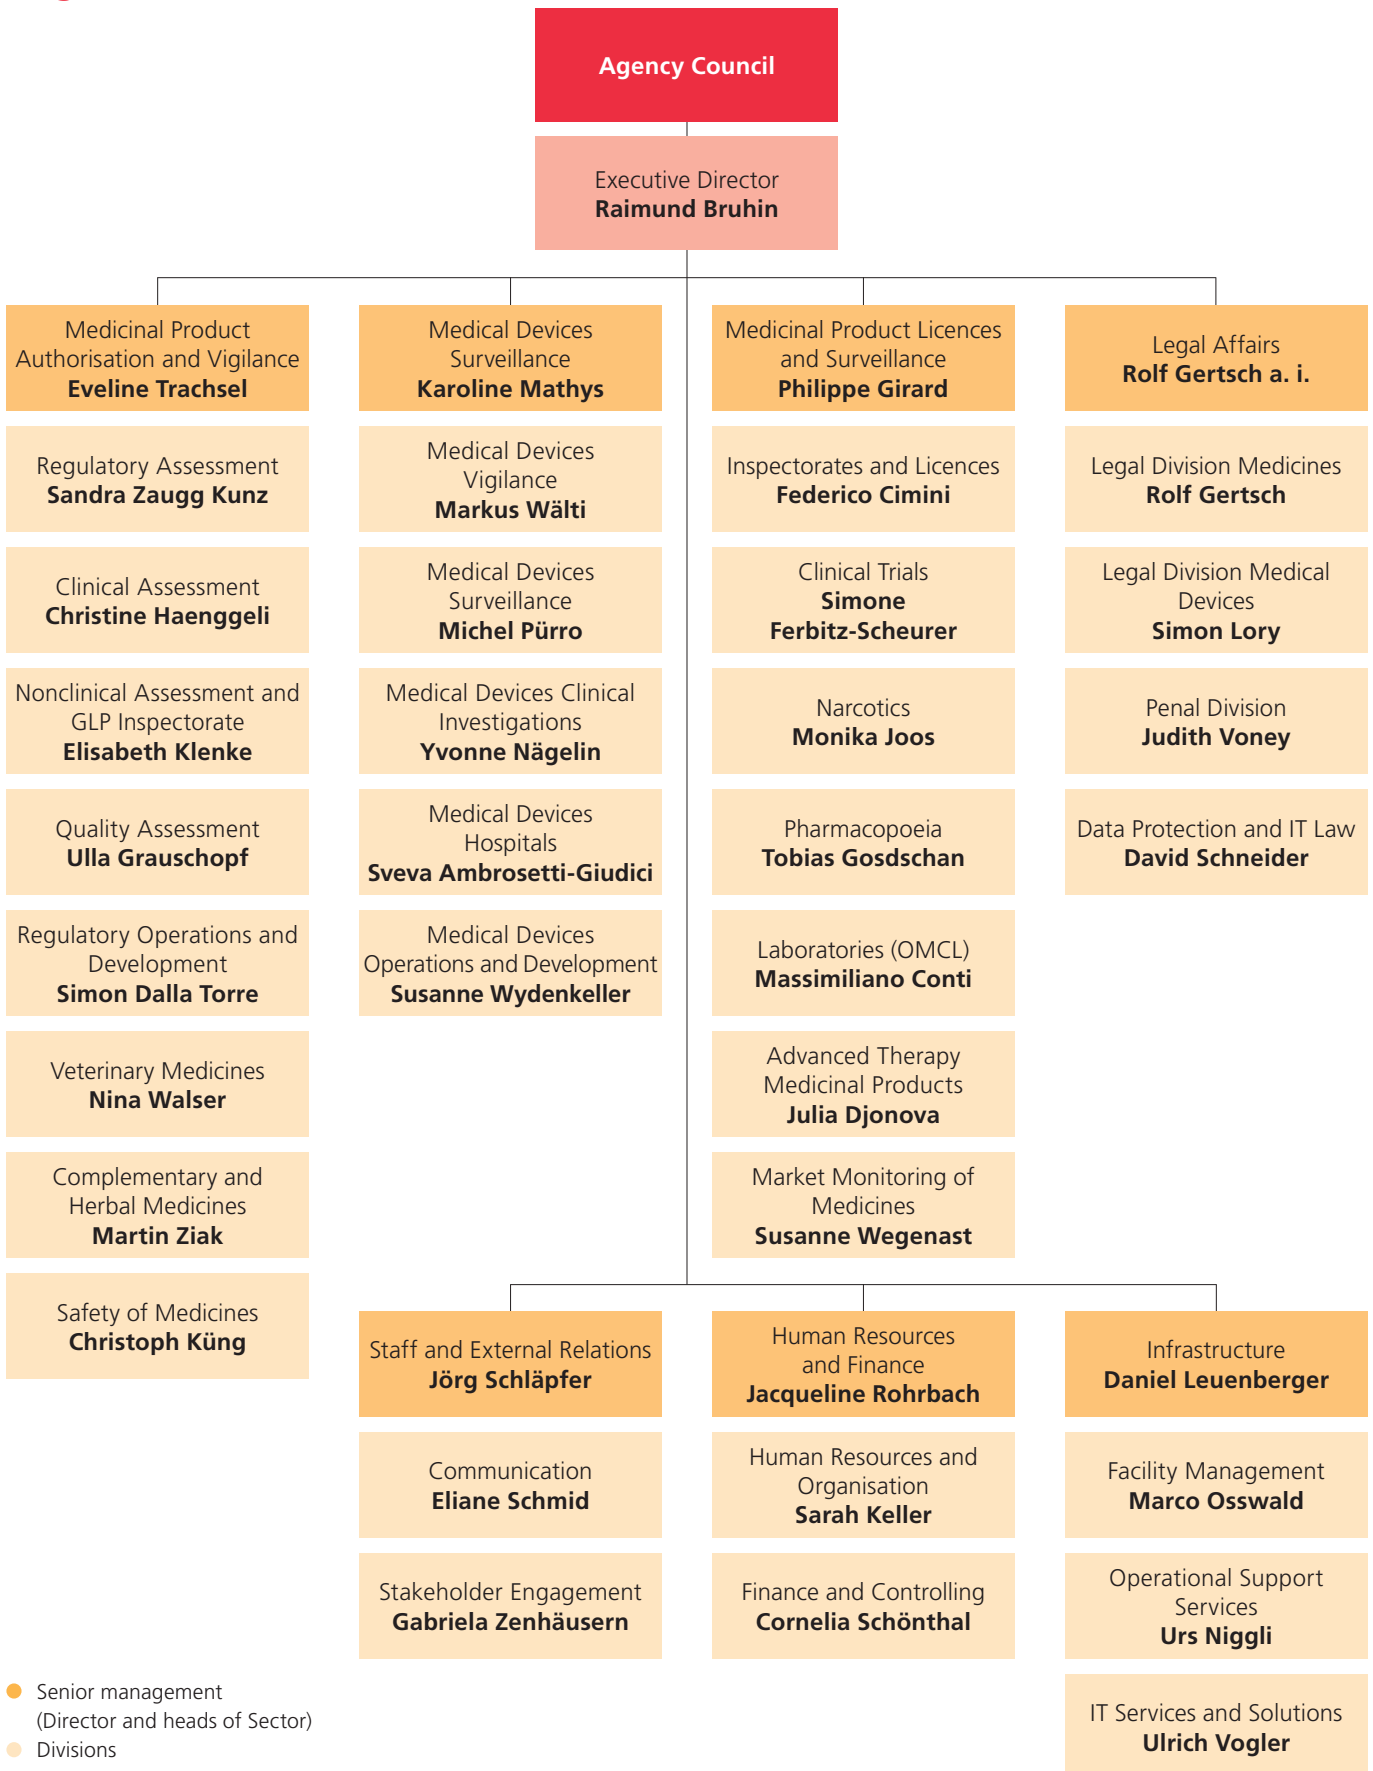 Agency Council
Executive Director
Raimund Bruhin
Medicinal Product
Authorisation and Vigilance
Eveline Trachsel
Regulatory Assessment
Sandra Zaugg Kunz
Clinical Assessment
Christine Haenggeli
Nonclinical Assessment and
GLP Inspectorate
Elisabeth Klenke
Quality Assessment
Ulla Grauschopf
Regulatory Operations and
Development
Simon Dalla Torre
Veterinary Medicines
Nina Walser
Complementary and
Herbal Medicines
Martin Ziak
Safety of Medicines
Christoph Küng
Medical Devices
Surveillance
Karoline Mathys
Medical Devices
Vigilance
Markus Wälti
Medical Devices
Surveillance
Michel Pürro
Medical Devices Clinical
Investigations
Yvonne Nägelin
Medical Devices
Hospitals
Sveva Ambrosetti-Giudici
Medical Devices
Operations and Development
Susanne Wydenkeller
Medicinal Product Licences
and Surveillance
Philippe Girard
Inspectorates and Licences
Federico Cimini
Clinical Trials
Simone
Ferbitz-Scheurer
Narcotics
Monika Joos
Pharmacopoeia
Tobias Gosdschan
Laboratories (OMCL)
Massimiliano Conti
Advanced Therapy
Medicinal Products
Julia Djonova
Market Monitoring of
Medicines
Susanne Wegenast
Legal Affairs
Rolf Gertsch a. i.
Legal Division Medicines
Rolf Gertsch
Legal Division Medical
Devices
Simon Lory
Penal Division
Judith Voney
Data Protection and IT Law
David Schneider
Staff and External Relations
Jörg Schläpfer
Communication
Eliane Schmid
Stakeholder Engagement
Gabriela Zenhäusern
Human Resources
and Finance
Jacqueline Rohrbach
Human Resources and
Organisation
Sarah Keller
Finance and Controlling
Cornelia Schönthal
Infrastructure
Daniel Leuenberger
Facility Management
Marco Osswald
Operational Support
Services
Urs Niggli
IT Services and Solutions
Ulrich Vogler
Senior management
(Director and heads of Sector)
Divisions